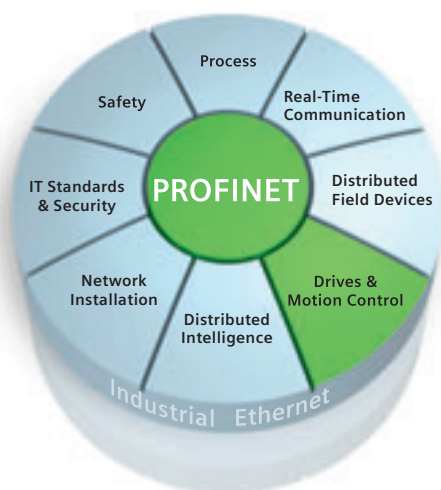 Process
Real-Time
Communication
Safety
Distributed
Field Devices
IT Standards
& Security
PROFINET
Drives &
Motion Control
Network
Installation
Distributed
Intelligence
Industrial Ethernet